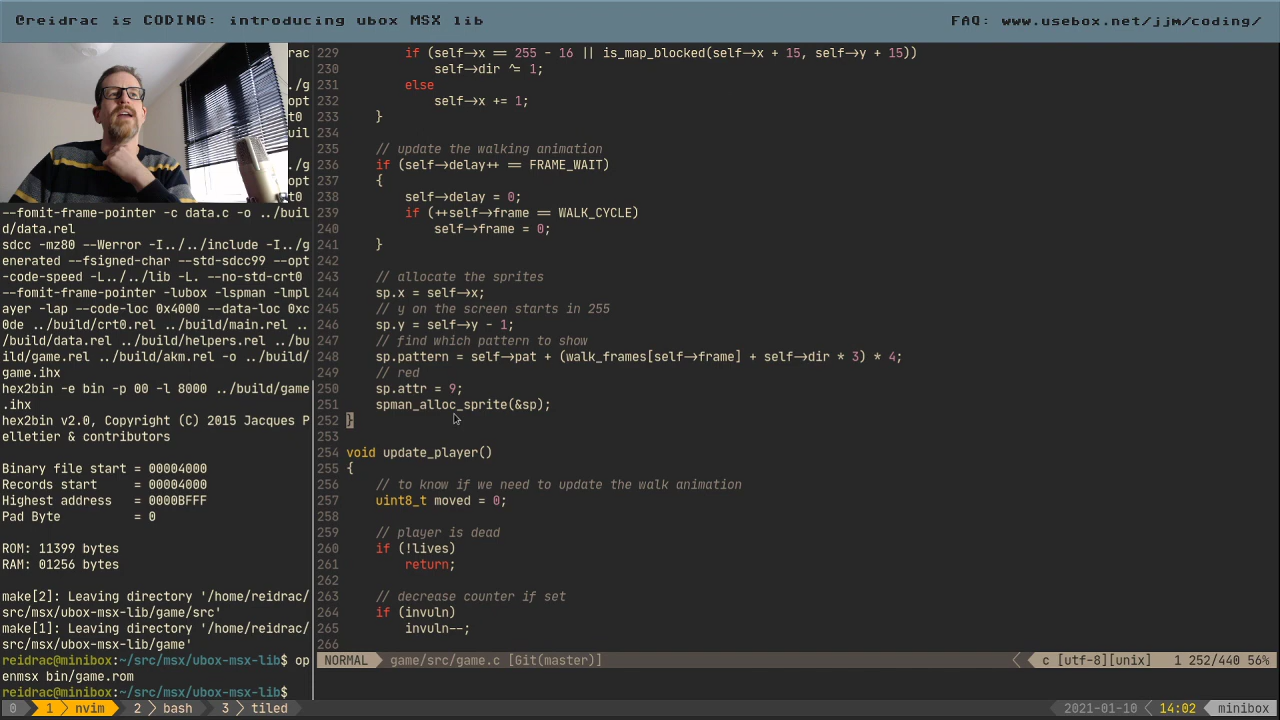 @reidrac is CODING: introducing ubox MSX lib
FAQ: www.usebox.net/jjm/coding/
rac
./g
opt
t0
uil
./g
opt
rt0
--fomit-frame-pointer -c data.c -o ../buil
d/data.rel
sdcc -mz80 --Werror -I../../include -I../g
enerated --fsigned-char --std-sdcc99 --opt
-code-speed -L../../lib -L. --no-std-crt0
--fomit-frame-pointer -lubox -lspman -lmpl
ayer -lap --code-loc 0x4000 --data-loc 0xc
0de ../build/crt0.rel ../build/main.rel ..
/build/data.rel ../build/helpers.rel ../bu
ild/game.rel ../build/akm.rel -o ../build/
game.ihx
hex2bin -e bin -p 00 -l 8000 ../build/game
.ihx
hex2bin v2.0, Copyright (C) 2015 Jacques P
elletier & contributors
Binary file start = 00004000
Records start     = 00004000
Highest address   = 0000BFFF
Pad Byte          = 0
ROM: 11399 bytes
RAM: 01256 bytes
make[2]: Leaving directory '/home/reidrac/
src/msx/ubox-msx-lib/game/src'
make[1]: Leaving directory '/home/reidrac/
src/msx/ubox-msx-lib/game'
reidrac@minibox:~/src/msx/ubox-msx-lib$ op
enmsx bin/game.rom
reidrac@minibox:~/src/msx/ubox-msx-lib$
229         if (self->x == 255 - 16 || is_map_blocked(self->x + 15, self->y + 15))
230             self->dir ^= 1;
231         else
232             self->x += 1;
233     }
234
235     // update the walking animation
236     if (self->delay++ == FRAME_WAIT)
237     {
238         self->delay = 0;
239         if (++self->frame == WALK_CYCLE)
240             self->frame = 0;
241     }
242
243     // allocate the sprites
244     sp.x = self->x;
245     // y on the screen starts in 255
246     sp.y = self->y - 1;
247     // find which pattern to show
248     sp.pattern = self->pat + (walk_frames[self->frame] + self->dir * 3) * 4;
249     // red
250     sp.attr = 9;
251     spman_alloc_sprite(&sp);
252 }
253
254 void update_player()
255 {
256     // to know if we need to update the walk animation
257     uint8_t moved = 0;
258
259     // player is dead
260     if (!lives)
261         return;
262
263     // decrease counter if set
264     if (invuln)
265         invuln--;
266
NORMAL  game/src/game.c [Git(master)]  c [utf-8][unix]  1 252/440 56%
0  1  nvim  2  bash  3  tiled  2021-01-10  14:02  minibox